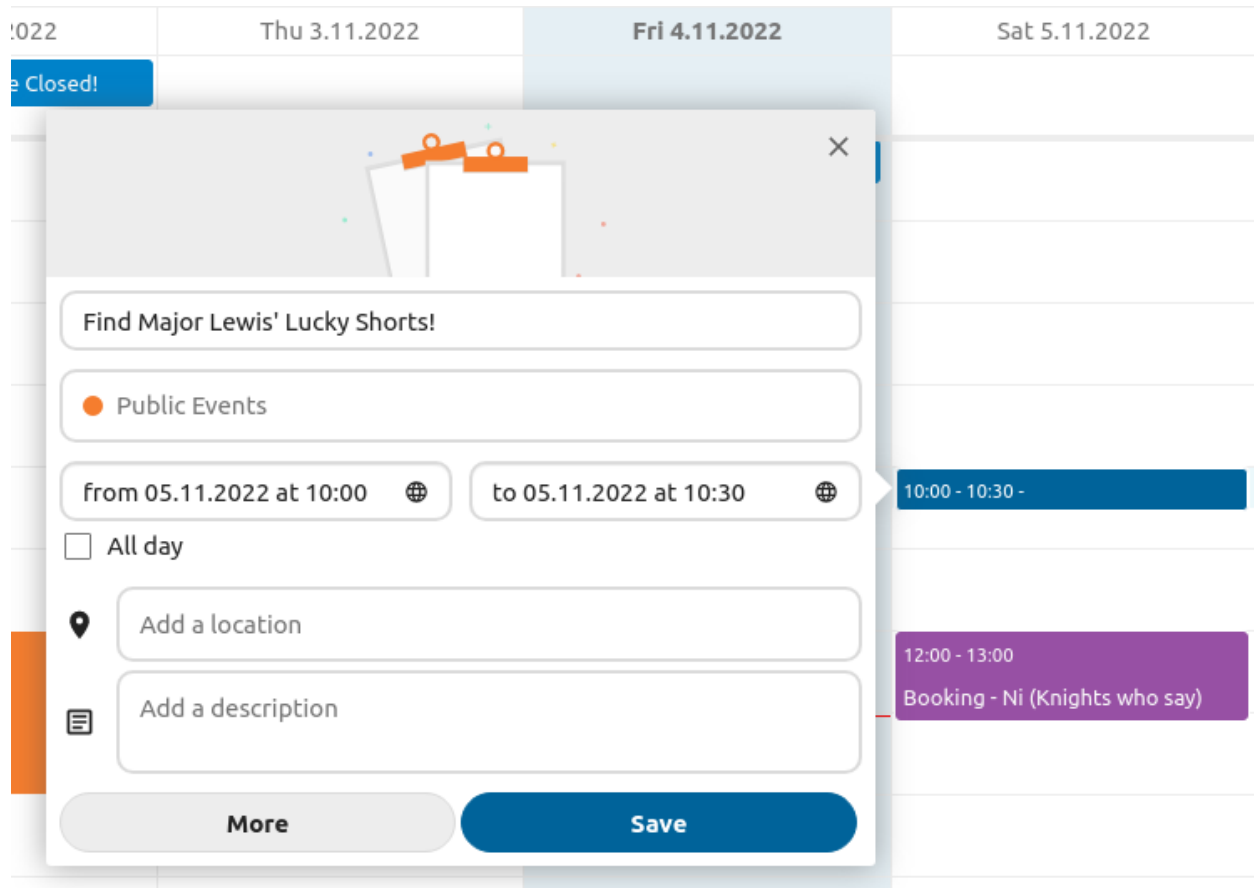 :022
Thu 3.11.2022
Fri 4.11.2022
Sat 5.11.2022
e Closed!
Find Major Lewis' Lucky Shorts!
Public Events
from 05.11.2022 at 10:00
to 05.11.2022 at 10:30
10:00 - 10:30 -
All day
Add a location
12:00 - 13:00
Booking - Ni (Knights who say)
Add a description
More
Save